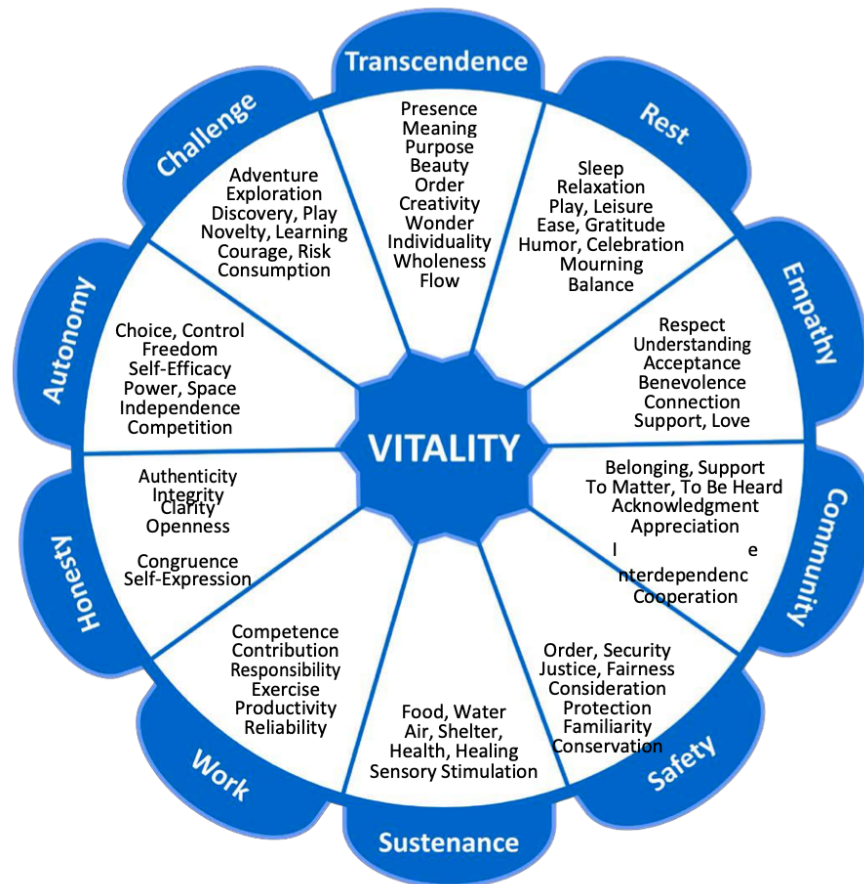 Transcendence
Presence
Meaning
Purpose
Beauty
Order
Creativity
Wonder
Individuality
Wholeness
Flow
Rest
Sleep
Relaxation
Play, Leisure
Ease, Gratitude
Humor, Celebration
Mourning
Balance
Empathy
Respect
Understanding
Acceptance
Benevolence
Connection
Support, Love
Community
Belonging, Support
To Matter, To Be Heard
Acknowledgment
Appreciation
I e
nterdependenc
Cooperation
Safety
Order, Security
Justice, Fairness
Consideration
Protection
Familiarity
Conservation
Sustenance
Food, Water
Air, Shelter,
Health, Healing
Sensory Stimulation
Work
Competence
Contribution
Responsibility
Exercise
Productivity
Reliability
Honesty
Authenticity
Integrity
Clarity
Openness
Congruence
Self-Expression
Autonomy
Choice, Control
Freedom
Self-Efficacy
Power, Space
Independence
Competition
Challenge
Adventure
Exploration
Discovery, Play
Novelty, Learning
Courage, Risk
Consumption
VITALITY